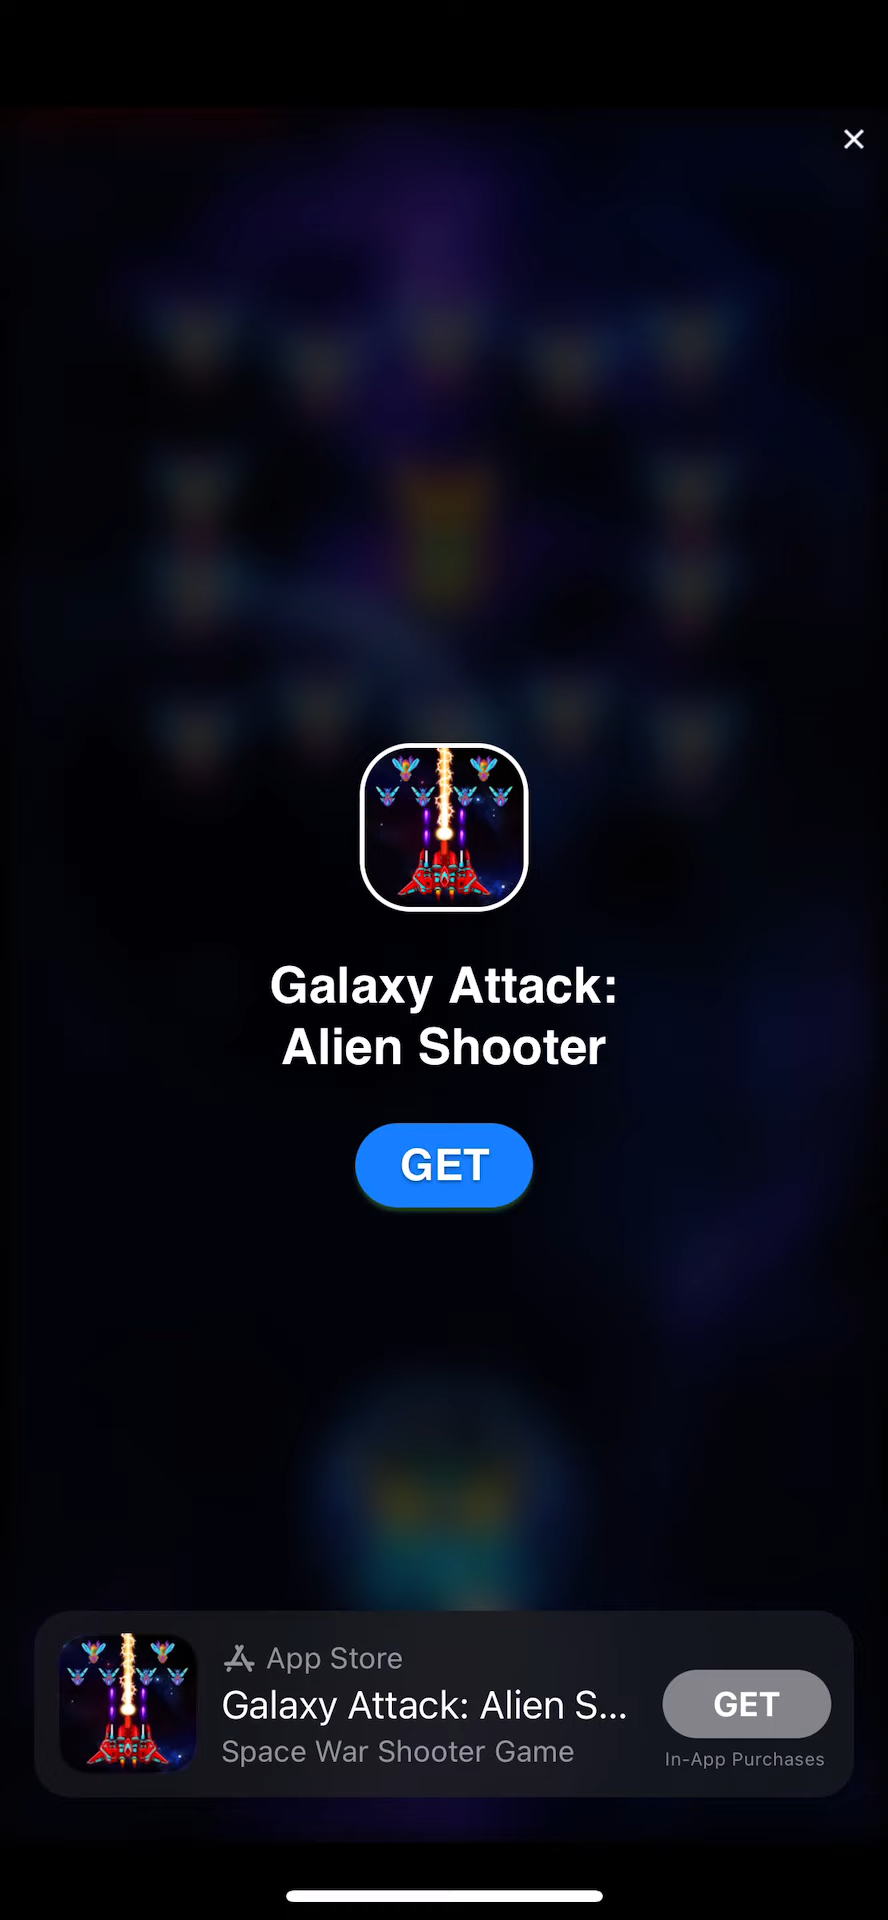 Galaxy Attack:
Alien Shooter
GET
App Store
Galaxy Attack: Alien S...
Space War Shooter Game
GET
In-App Purchases